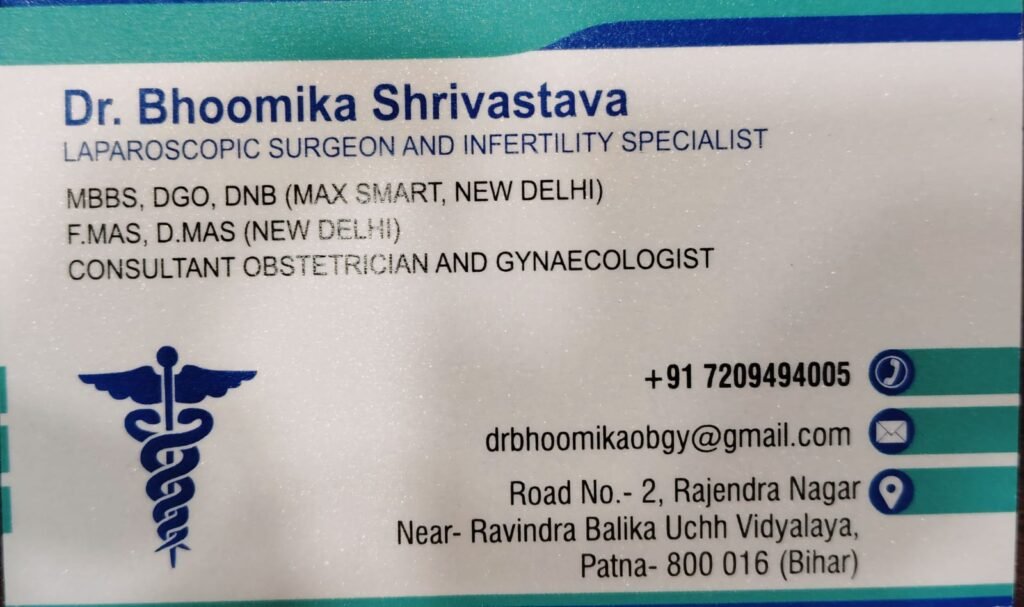 Dr. Bhoomika Shrivastava
LAPAROSCOPIC SURGEON AND INFERTILITY SPECIALIST
MBBS, DGO, DNB (MAX SMART, NEW DELHI)
F.MAS, D.MAS (NEW DELHI)
CONSULTANT OBSTETRICIAN AND GYNAECOLOGIST
+91 7209494005
drbhoomikaobgy@gmail.com
Road No.- 2, Rajendra Nagar
Near- Ravindra Balika Uchh Vidyalaya,
Patna- 800 016 (Bihar)